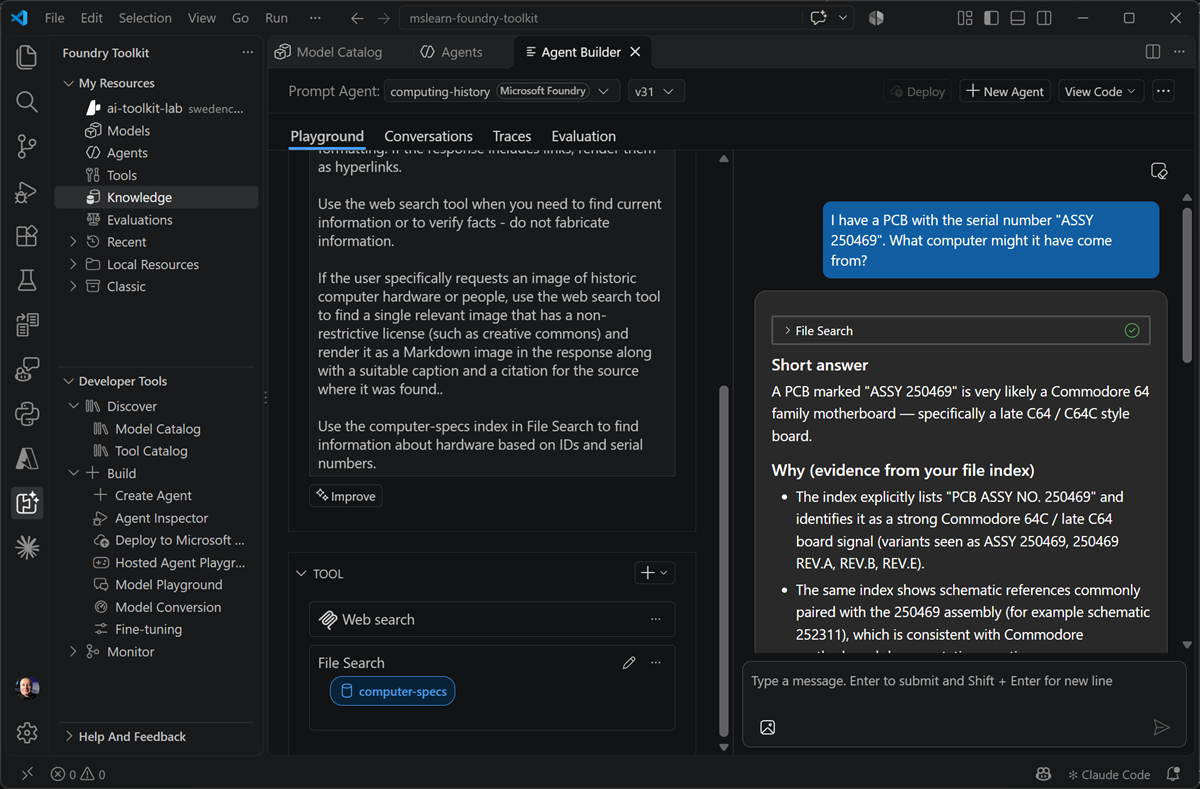 File Edit Selection View Go Run ··· mslearn-foundry-toolkit
Foundry Toolkit ···
My Resources
ai-toolkit-lab swedenc...
Models
Agents
Tools
Knowledge
Evaluations
Recent
Local Resources
Classic
Developer Tools
Discover
Model Catalog
Tool Catalog
Build
Create Agent
Agent Inspector
Deploy to Microsoft ...
Hosted Agent Playgr...
Model Playground
Model Conversion
Fine-tuning
Monitor
Help And Feedback
Model Catalog Agents Agent Builder
Prompt Agent: computing-history Microsoft Foundry v31 Deploy New Agent View Code
Playground Conversations Traces Evaluation
formatting. If the response includes links, render them
as hyperlinks.
Use the web search tool when you need to find current
information or to verify facts - do not fabricate
information.
If the user specifically requests an image of historic
computer hardware or people, use the web search tool
to find a single relevant image that has a non-
restrictive license (such as creative commons) and
render it as a Markdown image in the response along
with a suitable caption and a citation for the source
where it was found..
Use the computer-specs index in File Search to find
information about hardware based on IDs and serial
numbers.
Improve
TOOL
Web search
File Search
computer-specs
I have a PCB with the serial number "ASSY
250469". What computer might it have come
from?
File Search
Short answer
A PCB marked "ASSY 250469" is very likely a Commodore 64
family motherboard — specifically a late C64 / C64C style
board.
Why (evidence from your file index)
• The index explicitly lists "PCB ASSY NO. 250469" and
identifies it as a strong Commodore 64C / late C64
board signal (variants seen as ASSY 250469, 250469
REV.A, REV.B, REV.E).
• The same index shows schematic references commonly
paired with the 250469 assembly (for example schematic
252311), which is consistent with Commodore
Type a message. Enter to submit and Shift + Enter for new line
0 0
Claude Code